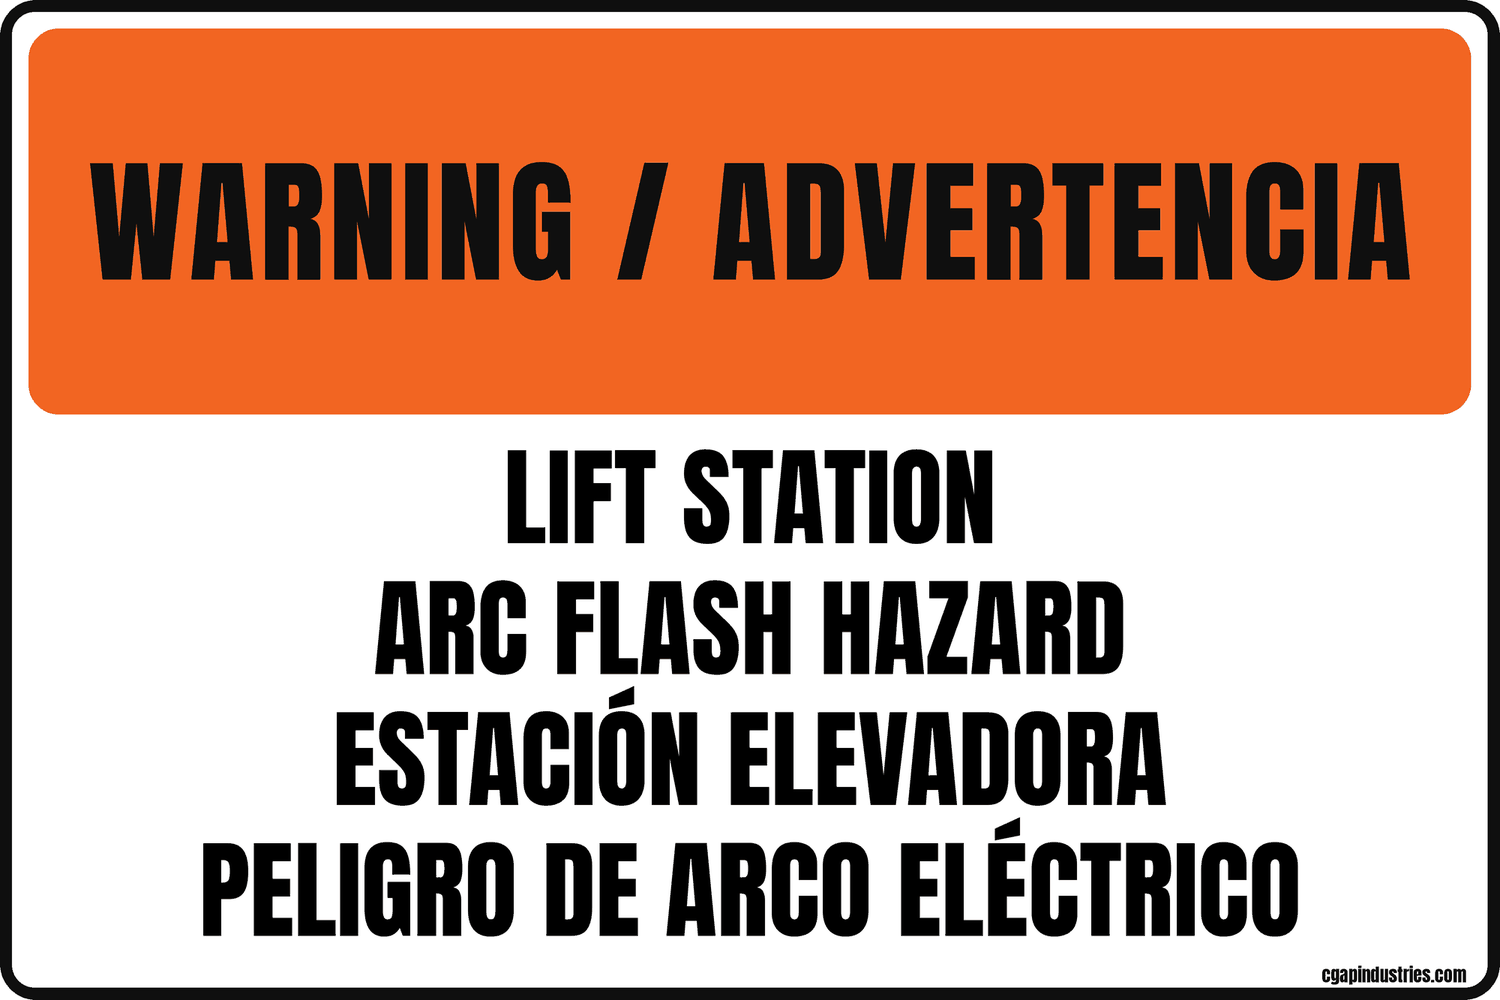 WARNING / ADVERTENCIA
LIFT STATION
ARC FLASH HAZARD
ESTACIÓN ELEVADORA
PELIGRO DE ARCO ELÉCTRICO
cgapindustries.com